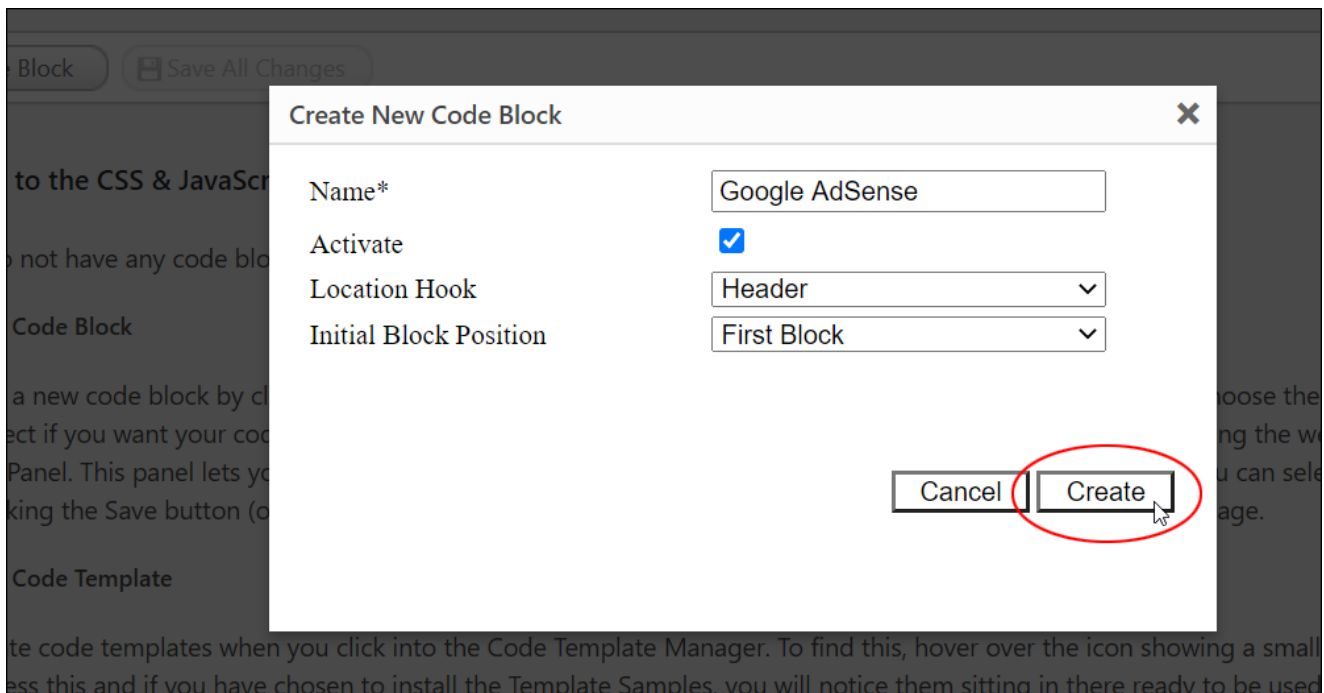 Block
Save All Changes
Create New Code Block
to the CSS & JavaScr
Name*
Google AdSense
Activate
not have any code blo
Location Hook
Header
Code Block
Initial Block Position
First Block
a new code block by cl
hoose the
ect if you want your coc
ng the we
Panel. This panel lets yo
u can sele
Cancel
Create
king the Save button (o
age.
Code Template
te code templates when you click into the Code Template Manager. To find this, hover over the icon showing a small
ess this and if you have chosen to install the Template Samples, you will notice them sitting in there ready to be used